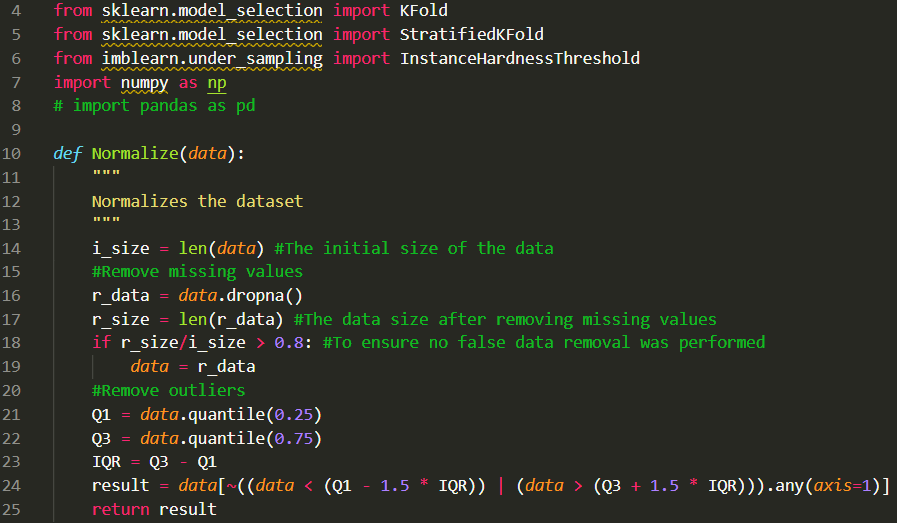 4 from sklearn.model_selection import KFold
5 from sklearn.model_selection import StratifiedKFold
6 from imblearn.under_sampling import InstanceHardnessThreshold
7 import numpy as np
8 # import pandas as pd
9
10 def Normalize(data):
11     """
12     Normalizes the dataset
13     """
14     i_size = len(data) #The initial size of the data
15     #Remove missing values
16     r_data = data.dropna()
17     r_size = len(r_data) #The data size after removing missing values
18     if r_size/i_size > 0.8: #To ensure no false data removal was performed
19         data = r_data
20     #Remove outliers
21     Q1 = data.quantile(0.25)
22     Q3 = data.quantile(0.75)
23     IQR = Q3 - Q1
24     result = data[~((data < (Q1 - 1.5 * IQR)) | (data > (Q3 + 1.5 * IQR))).any(axis=1)]
25     return result